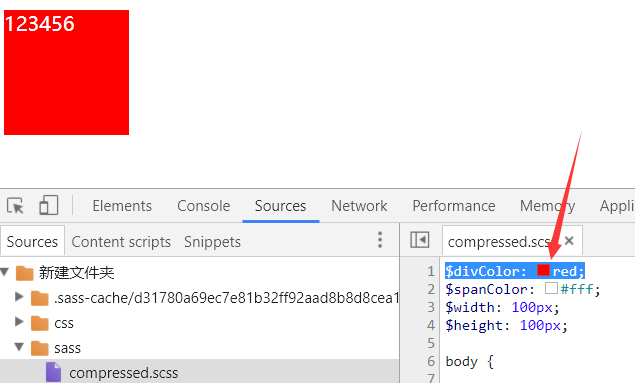 123456
Elements Console Sources Network Performance Memory Appli
Sources Content scripts Snippets
compressed.scs
新建文件夹
.sass-cache/d31780a69ec7e81b32ff92aad8b8d8cea1
css
sass
compressed.scss
1 $divColor: red;
2 $spanColor: #fff;
3 $width: 100px;
4 $height: 100px;
5
6 body {
7